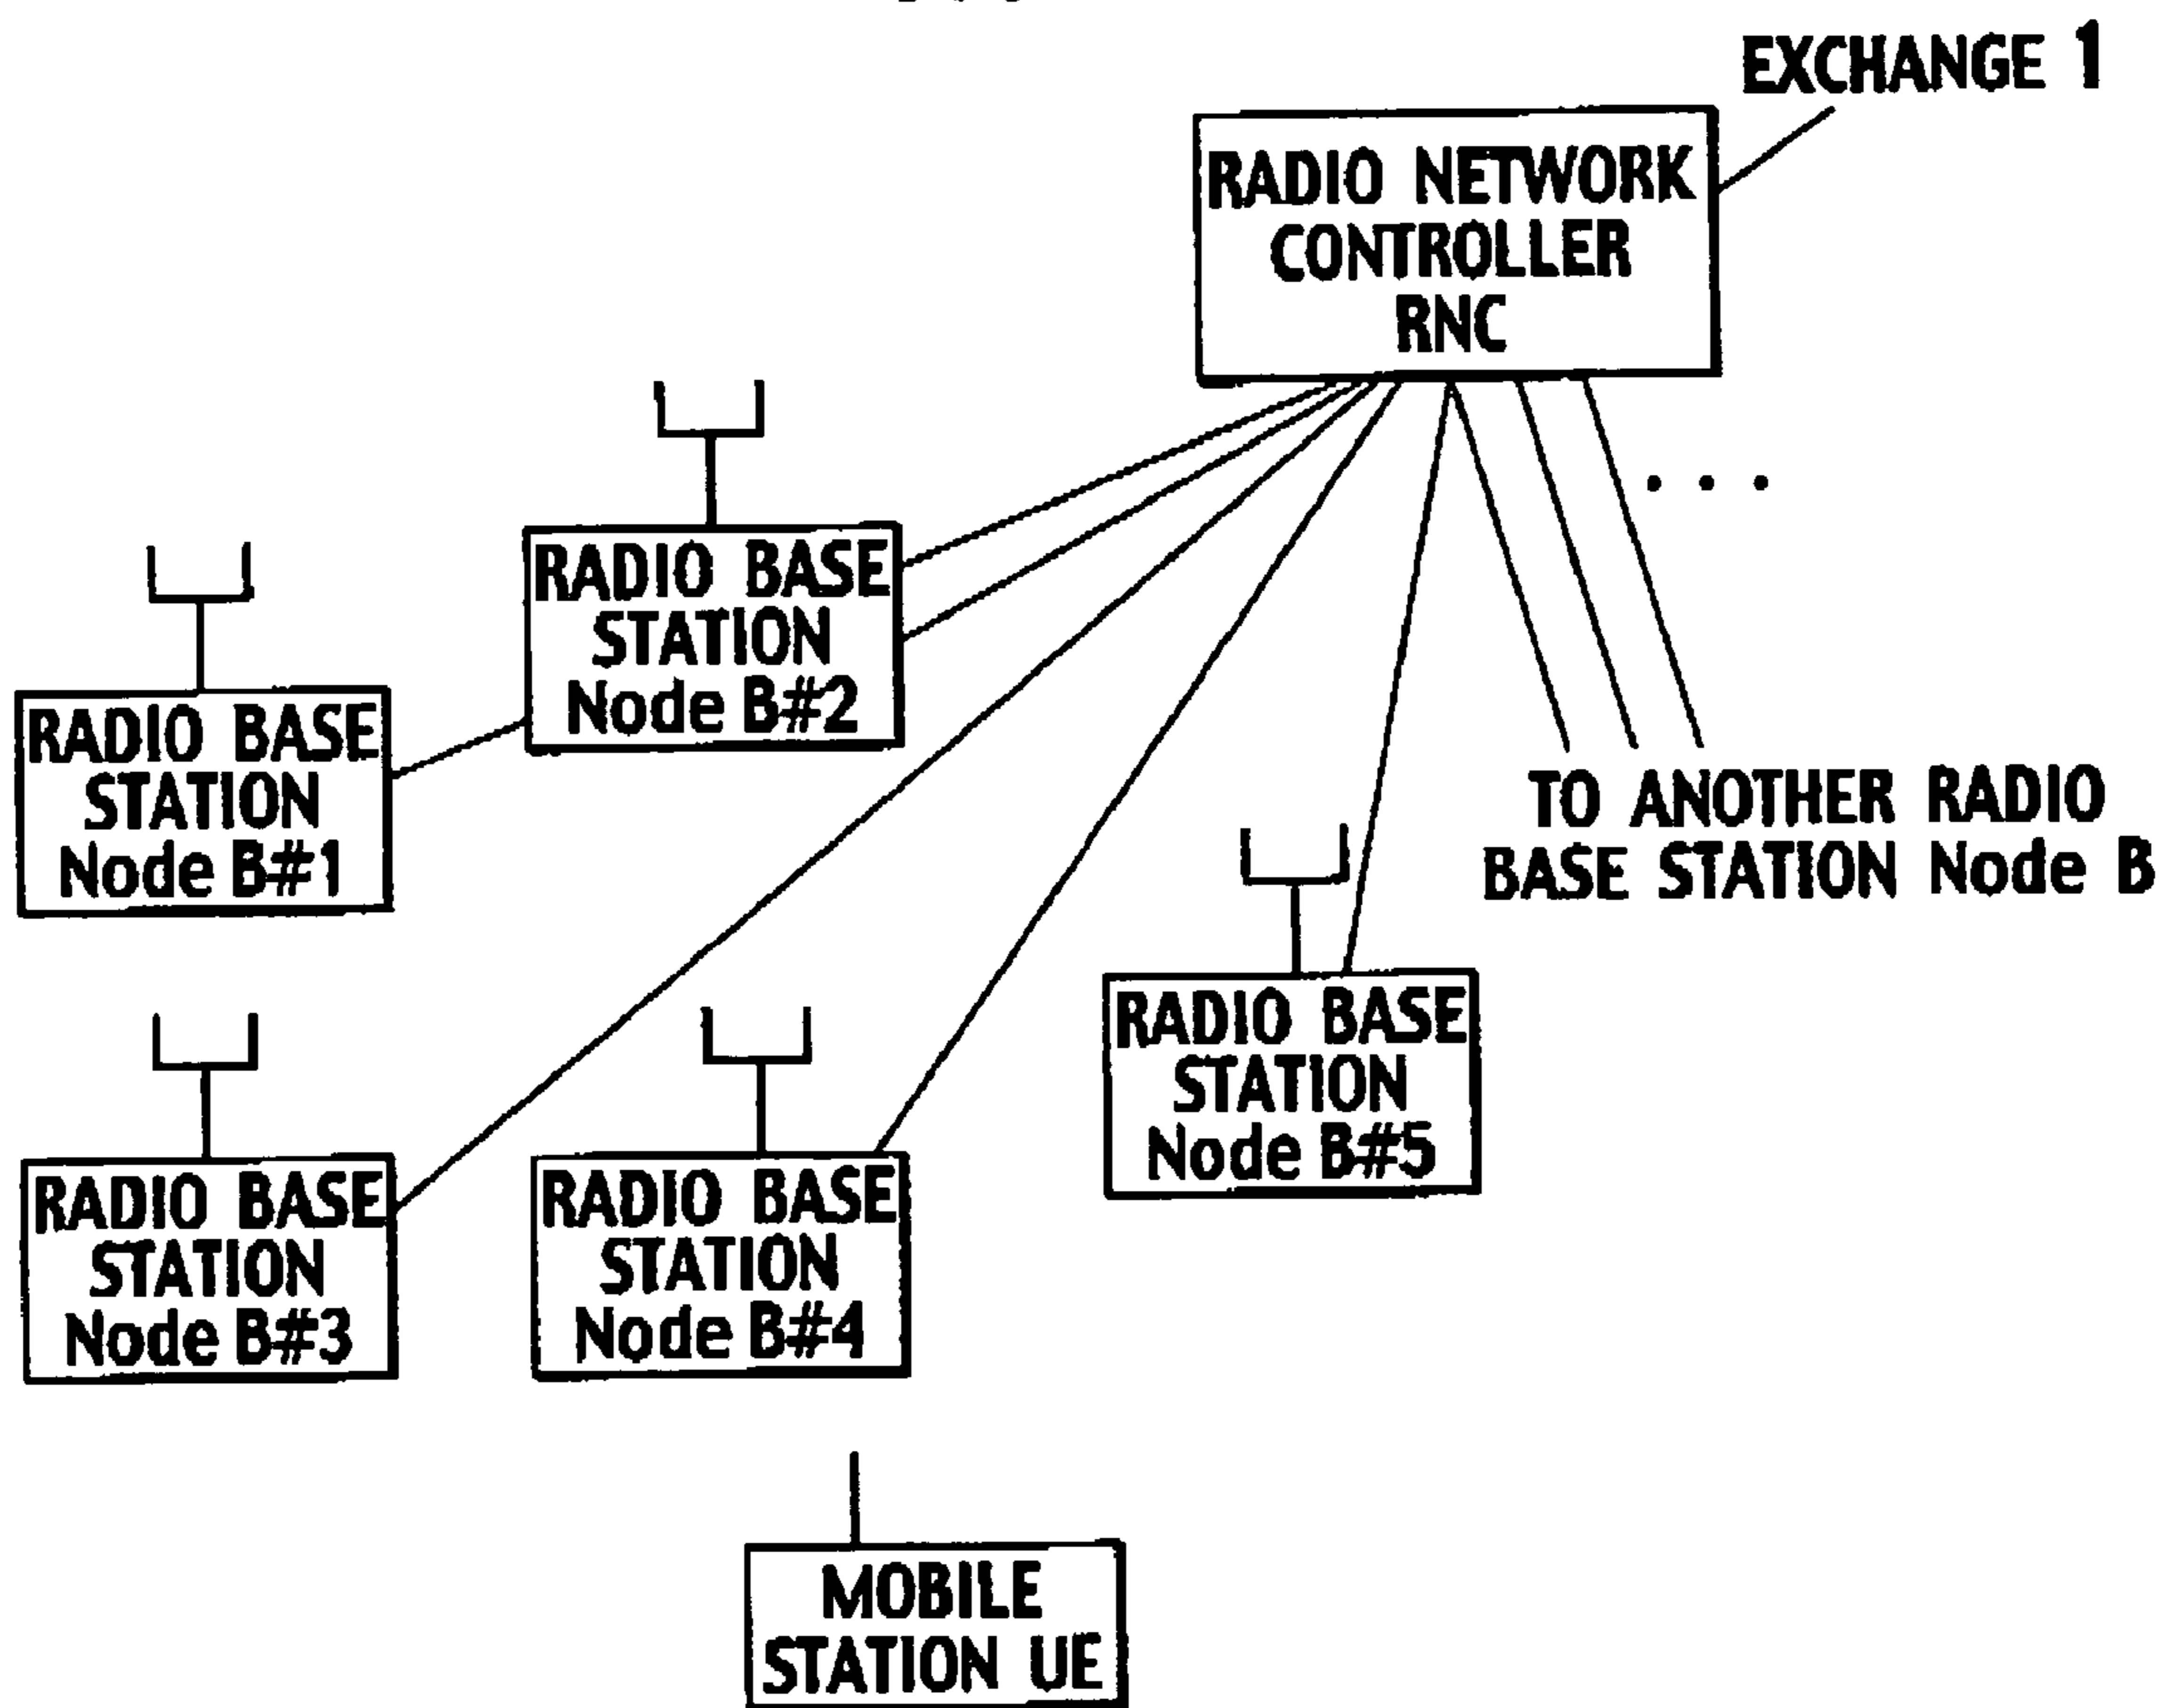 EXCHANGE 1
RADIO NETWORK
CONTROLLER
RNC
RADIO BASE
STATION
Node B#2
RADIO BASE
STATION
Node B#1
TO ANOTHER RADIO
BASE STATION Node B
RADIO BASE
STATION
Node B#5
RADIO BASE
STATION
Node B#3
RADIO BASE
STATION
Node B#4
MOBILE
STATION UE